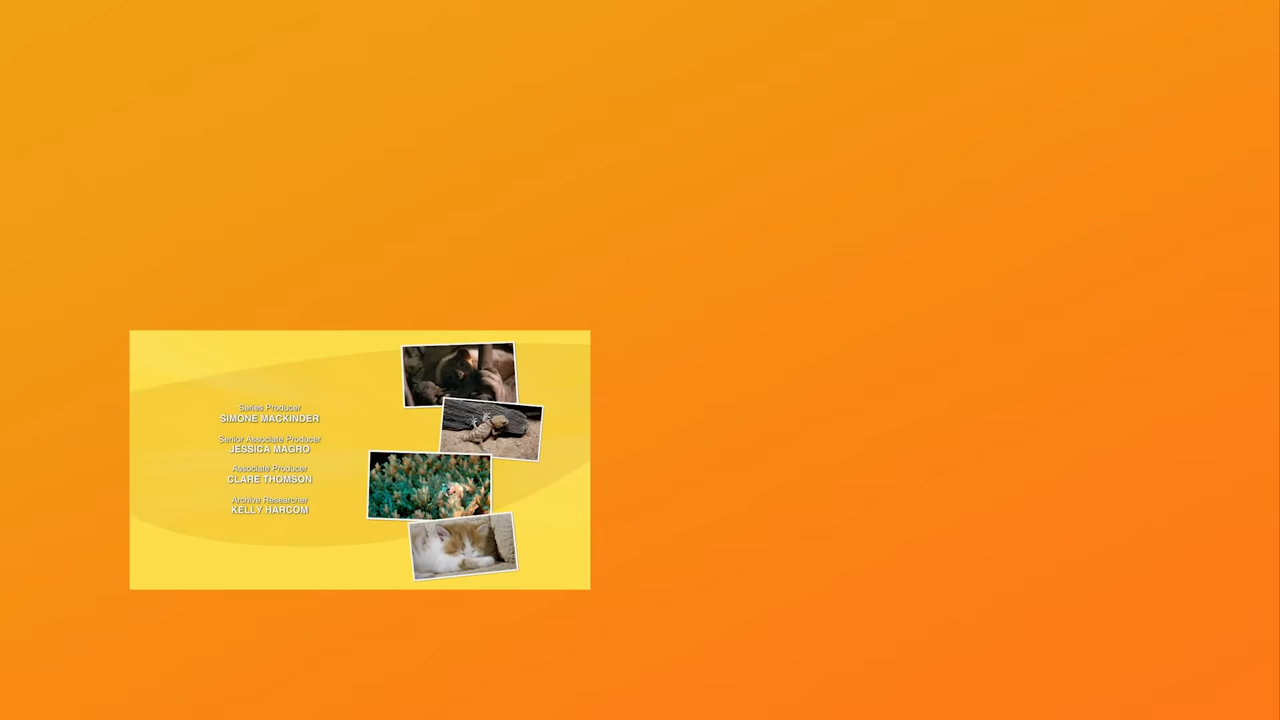 Series Producer
SIMONE MACKINDER
Senior Associate Producer
JESSICA MAGRO
Associate Producer
CLARE THOMSON
Archive Researcher
KELLY HARCOM